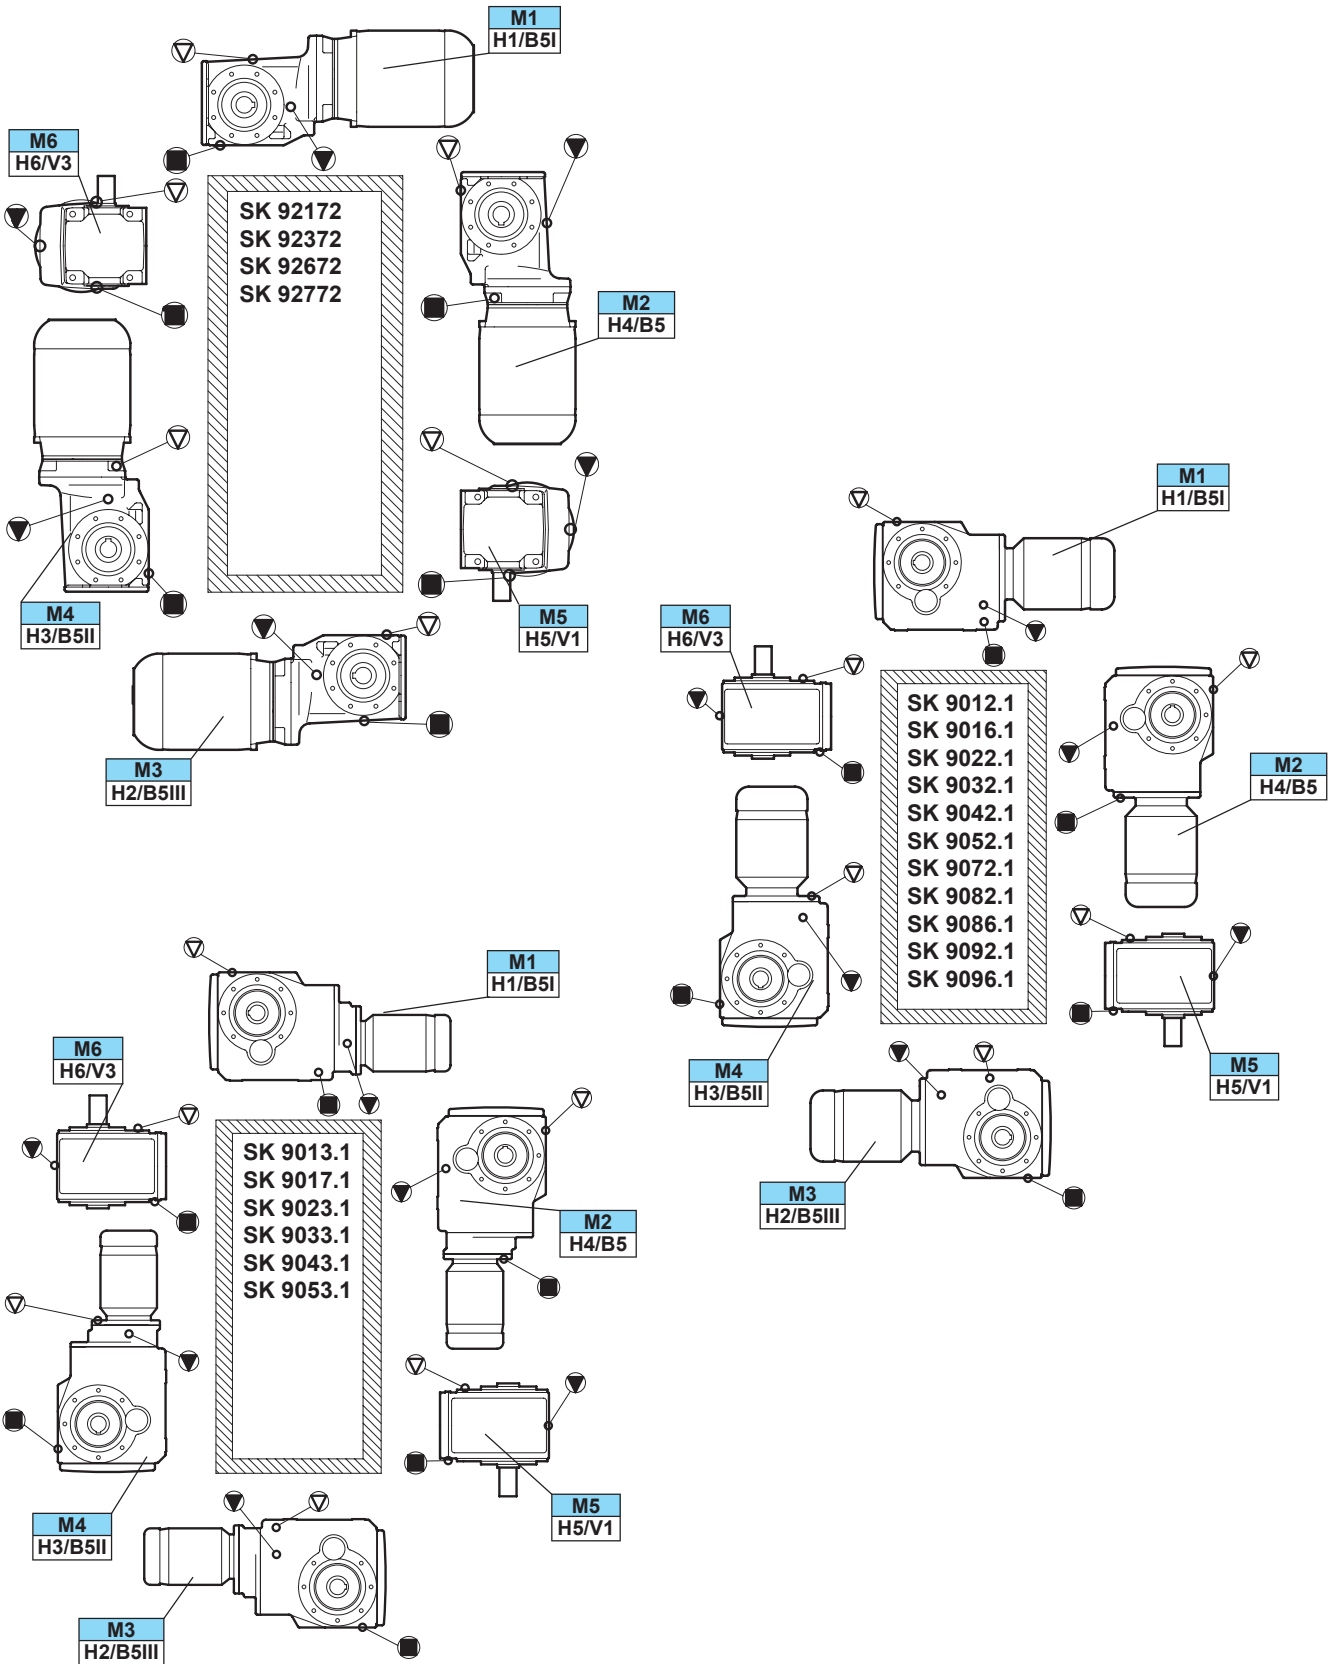 M1
H1/B5I
M6
H6/V3
SK 92172
SK 92372
SK 92672
SK 92772
M2
H4/B5
M4
H3/B5II
M5
H5/V1
M3
H2/B5III
M1
H1/B5I
M6
H6/V3
SK 9012.1
SK 9016.1
SK 9022.1
SK 9032.1
SK 9042.1
SK 9052.1
SK 9072.1
SK 9082.1
SK 9086.1
SK 9092.1
SK 9096.1
M2
H4/B5
M4
H3/B5II
M5
H5/V1
M3
H2/B5III
M1
H1/B5I
M6
H6/V3
SK 9013.1
SK 9017.1
SK 9023.1
SK 9033.1
SK 9043.1
SK 9053.1
M2
H4/B5
M4
H3/B5II
M5
H5/V1
M3
H2/B5III